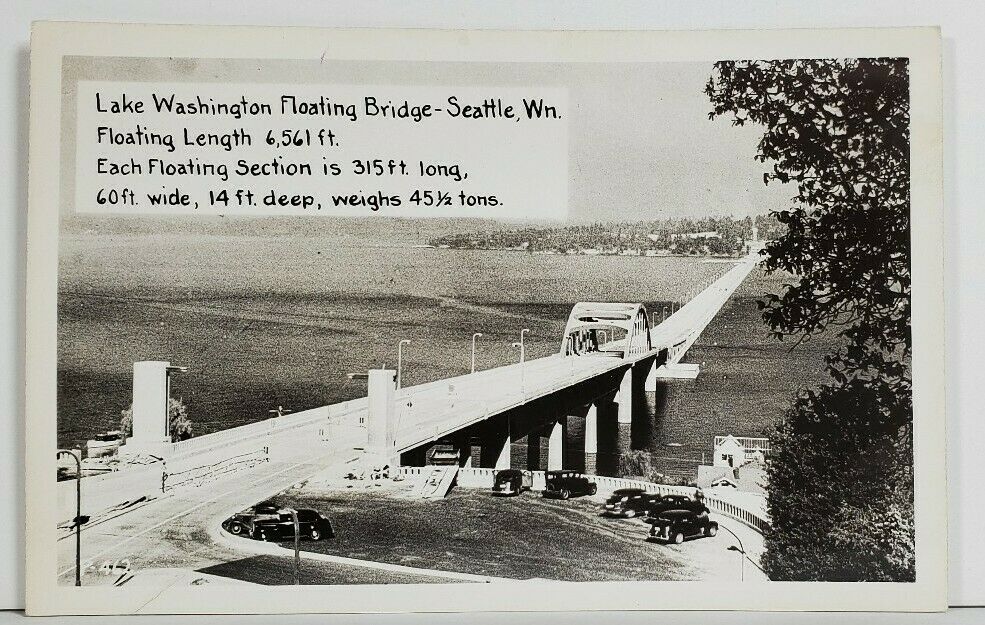 Lake Washington Floating Bridge-Seattle, Wn.
Floating Length 6,561 ft.
Each Floating Section is 315 ft. long,
60 ft. wide, 14 ft. deep, weighs 45½ tons.